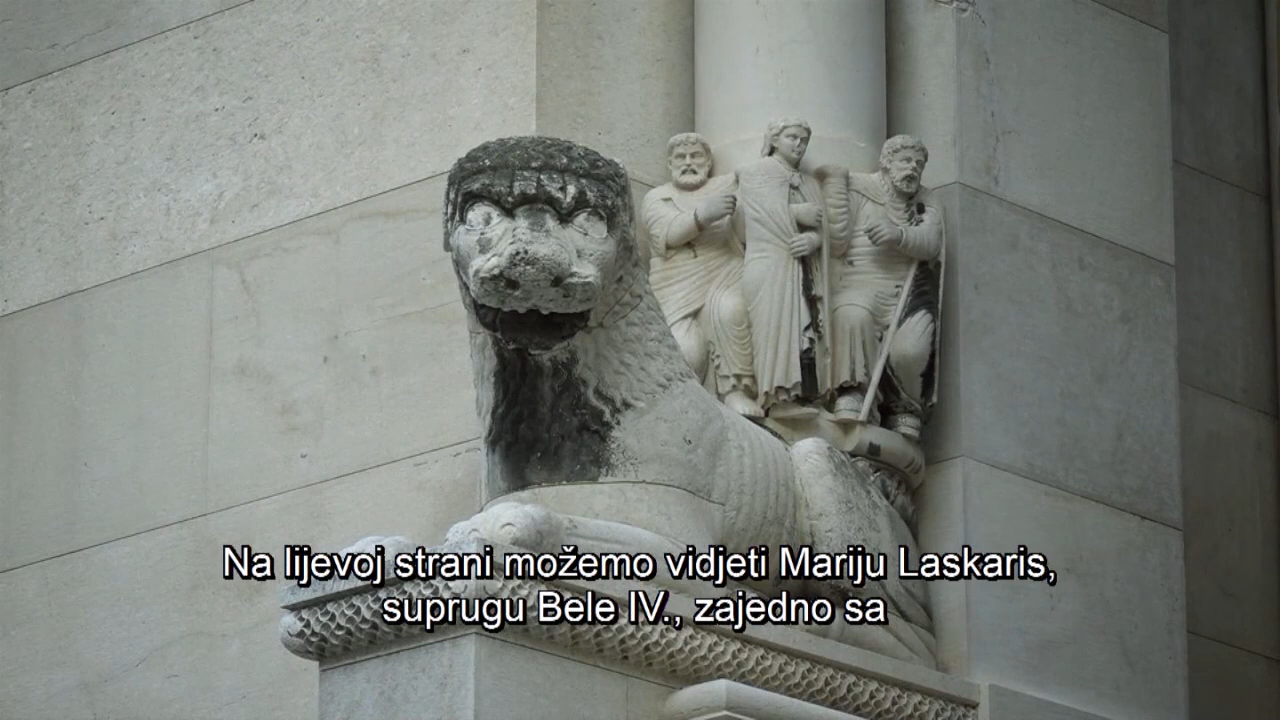 Na lijevoj strani možemo vidjeti Mariju Laskaris,
suprugu Bele IV., zajedno sa